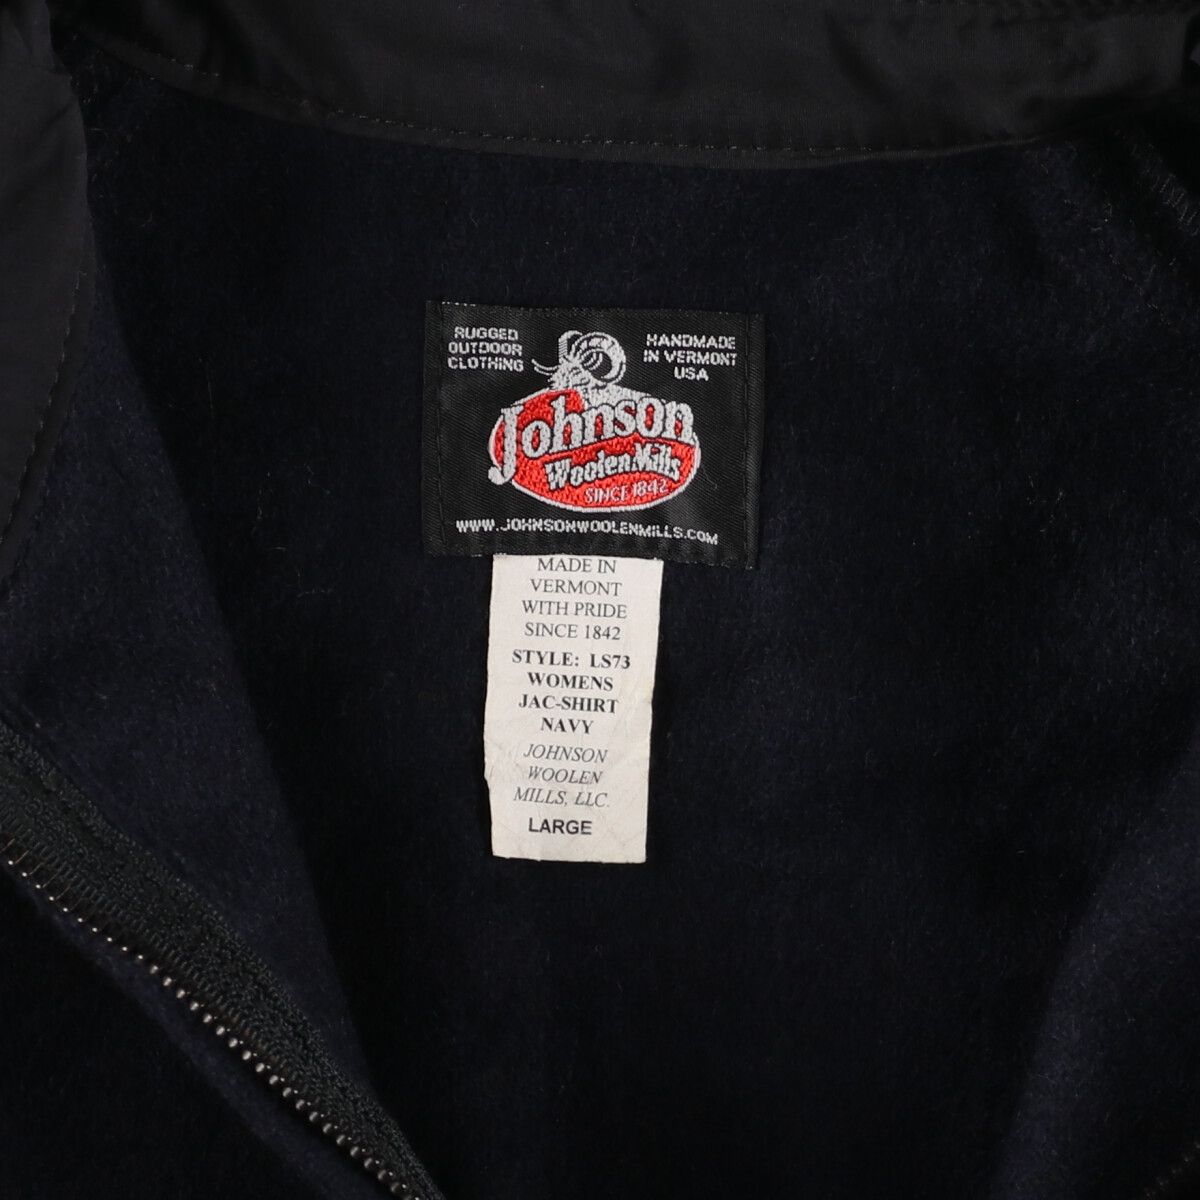 RUGGED
OUTDOOR
CLOTHING
HANDMADE
IN VERMONT
USA
Johnson
Woolen Mills
SINCE 1842
WWW.JOHNSONWOOLENMILLS.COM
MADE IN
VERMONT
WITH PRIDE
SINCE 1842
STYLE: LS73
WOMENS
JAC-SHIRT
NAVY
JOHNSON
WOOLEN
MILLS, LLC.
LARGE